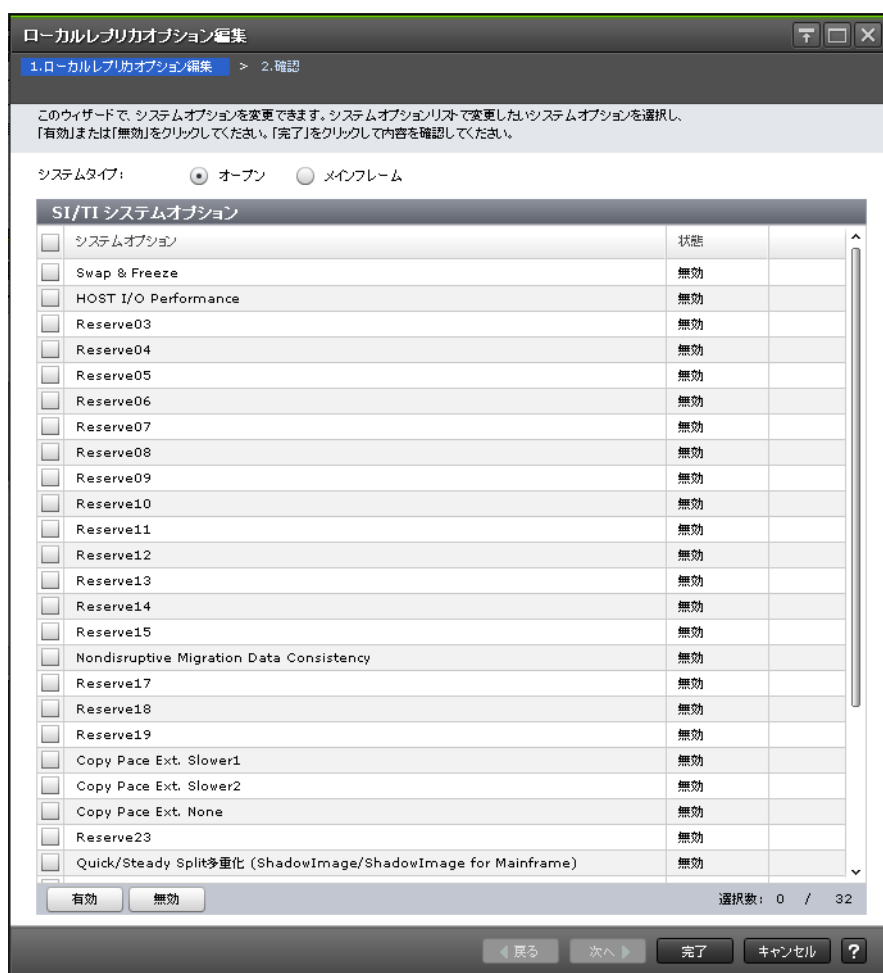 ローカルレプリカオプション編集
1.ローカルレプリカオプション編集 > 2.確認
このウィザードで、システムオプションを変更できます。システムオプションリストで変更したいシステムオプションを選択し、
「有効」または「無効」をクリックしてください。「完了」をクリックして内容を確認してください。
システムタイプ: オープン メインフレーム
SI/TI システムオプション
システムオプション 状態
Swap & Freeze 無効
HOST I/O Performance 無効
Reserve03 無効
Reserve04 無効
Reserve05 無効
Reserve06 無効
Reserve07 無効
Reserve08 無効
Reserve09 無効
Reserve10 無効
Reserve11 無効
Reserve12 無効
Reserve13 無効
Reserve14 無効
Reserve15 無効
Nondisruptive Migration Data Consistency 無効
Reserve17 無効
Reserve18 無効
Reserve19 無効
Copy Pace Ext. Slower1 無効
Copy Pace Ext. Slower2 無効
Copy Pace Ext. None 無効
Reserve23 無効
Quick/Steady Split多重化 (ShadowImage/ShadowImage for Mainframe) 無効
有効 無効 選択数: 0 / 32
戻る 次へ 完了 キャンセル ?